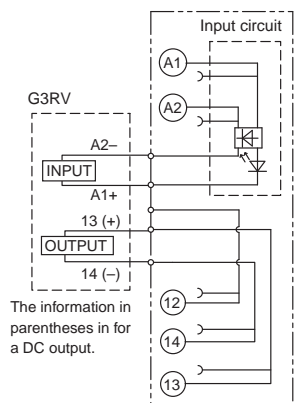 Input circuit
A1
A2
G3RV
A2–
INPUT
A1+
13 (+)
OUTPUT
14 (–)
The information in
parentheses in for
a DC output.
12
14
13